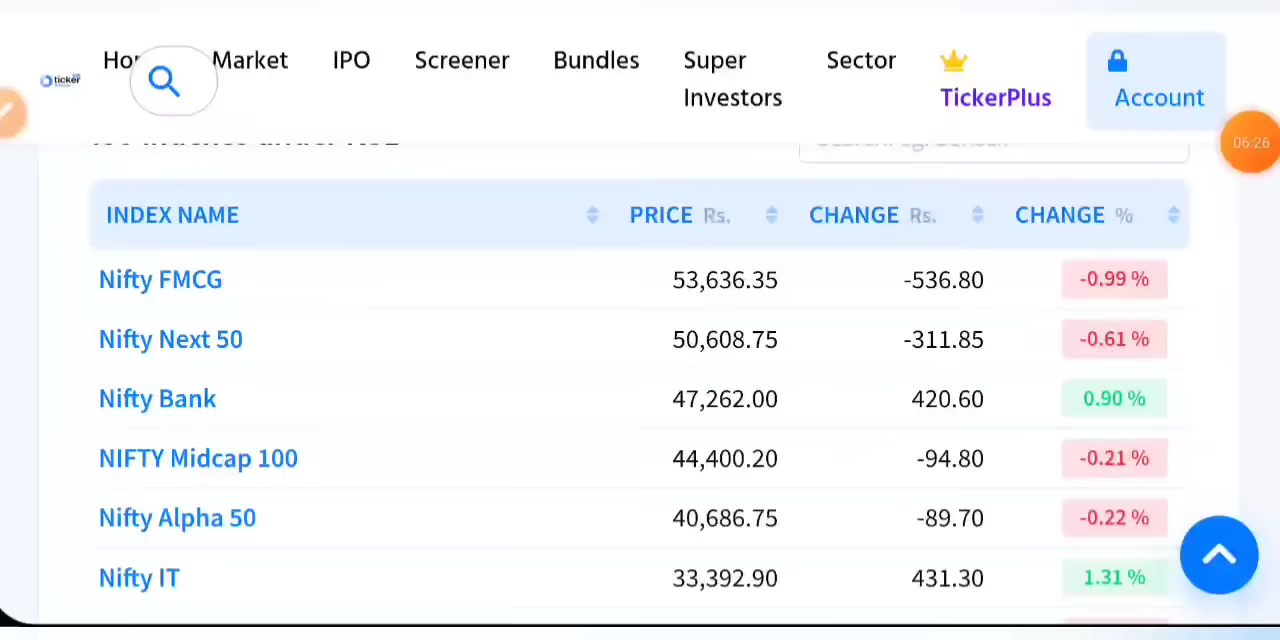 ticker
Market
IPO
Screener
Bundles
Super
Investors
Sector
TickerPlus
Account
06:26
INDEX NAME PRICE Rs. CHANGE Rs. CHANGE %
Nifty FMCG 53,636.35 -536.80 -0.99 %
Nifty Next 50 50,608.75 -311.85 -0.61 %
Nifty Bank 47,262.00 420.60 0.90 %
NIFTY Midcap 100 44,400.20 -94.80 -0.21 %
Nifty Alpha 50 40,686.75 -89.70 -0.22 %
Nifty IT 33,392.90 431.30 1.31 %